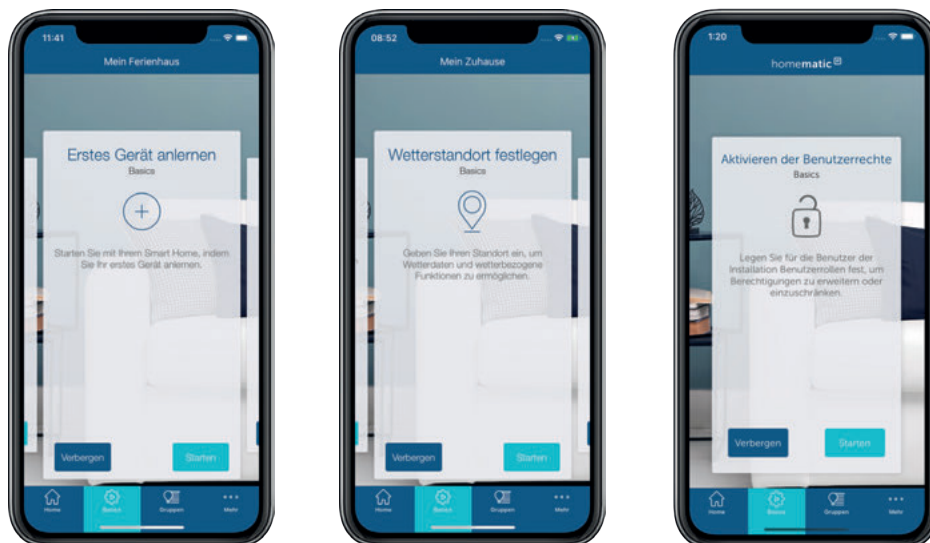 11:41
Mein Ferienhaus
Erstes Gerät anlernen
Basics
Starten Sie mit Ihrem Smart Home, indem
Sie Ihr erstes Gerät anlernen.
Verbergen
Starten
Home
Basics
Gruppen
Mehr
08:52
Mein Zuhause
Wetterstandort festlegen
Basics
Geben Sie Ihren Standort ein, um
Wetterdaten und wetterbezogene
Funktionen zu ermöglichen.
Verbergen
Starten
Home
Basics
Gruppen
Mehr
1:20
homematic IP
Aktivieren der Benutzerrechte
Basics
Legen Sie für die Benutzer der
Installation Benutzerrollen fest, um
Berechtigungen zu erweitern oder
einzuschränken.
Verbergen
Starten
Home
Basics
Gruppen
Mehr